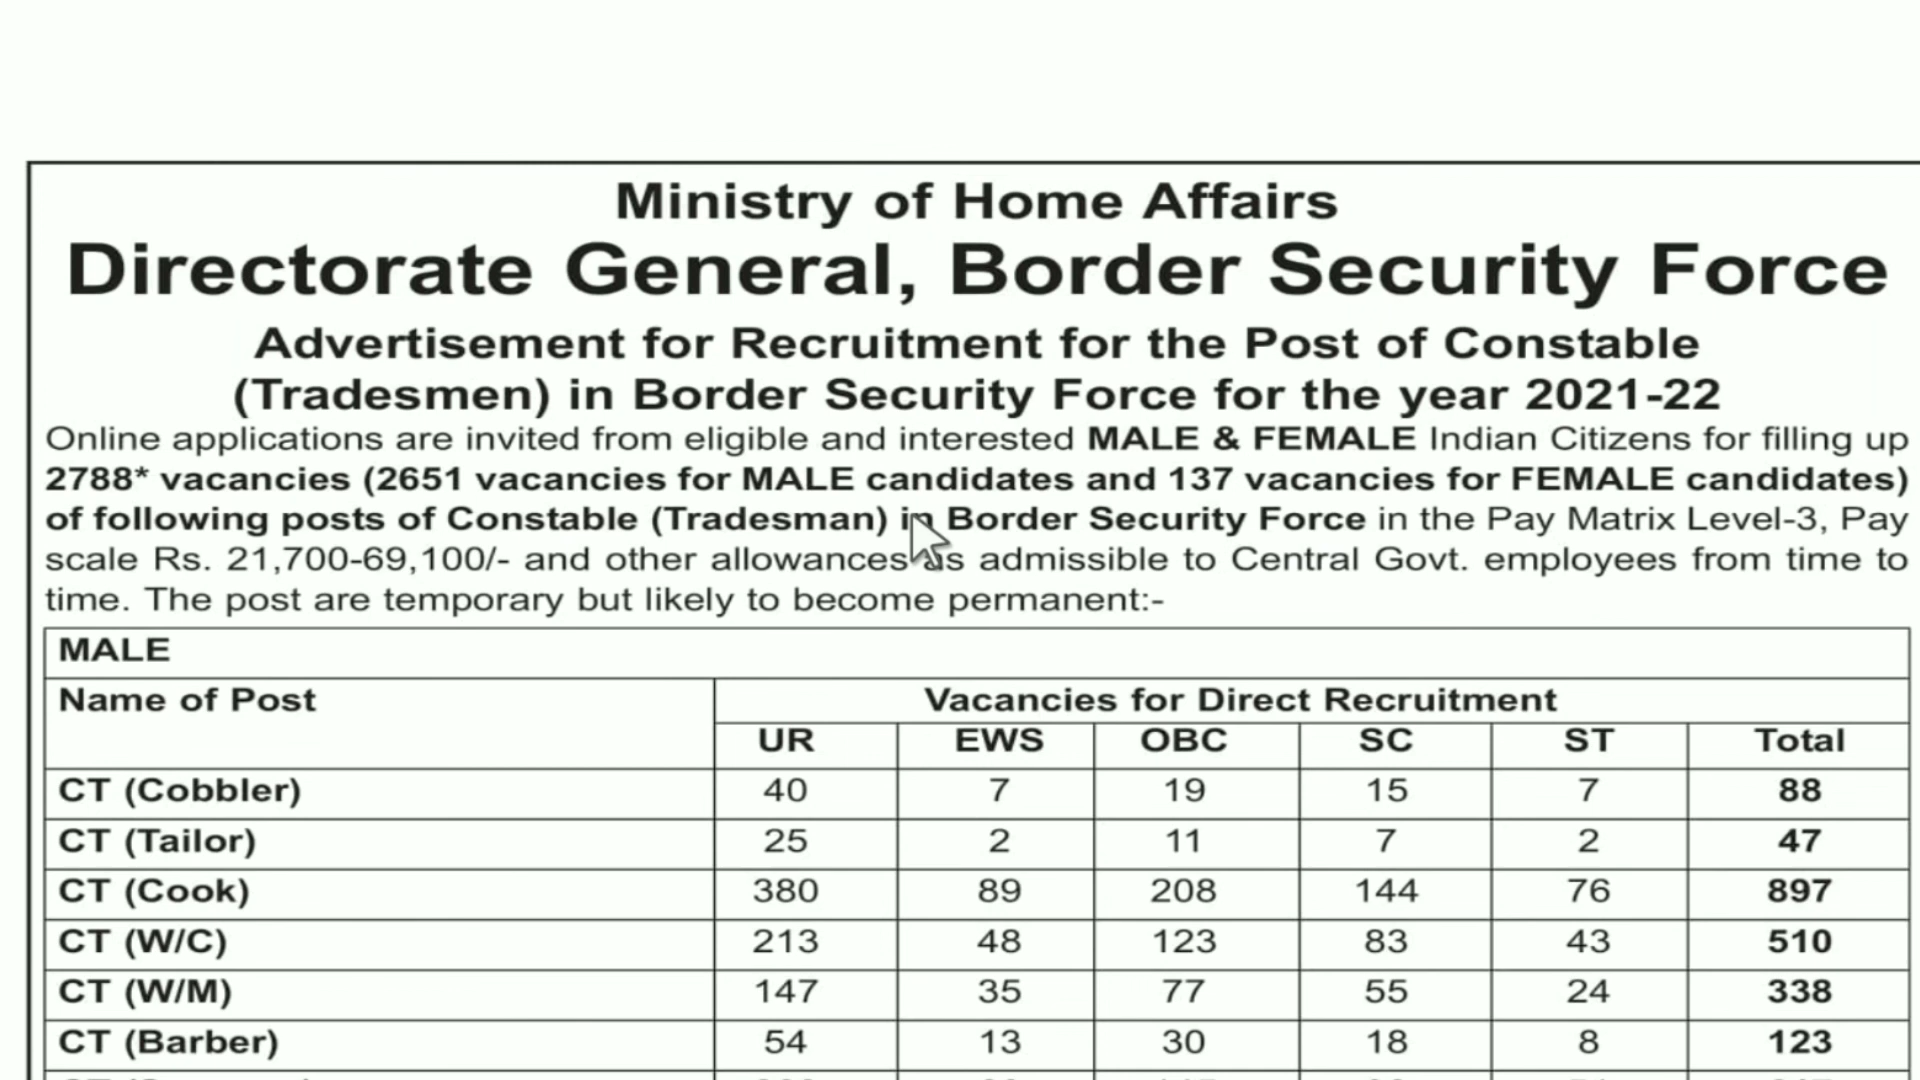 Ministry of Home Affairs
Directorate General, Border Security Force
Advertisement for Recruitment for the Post of Constable
(Tradesmen) in Border Security Force for the year 2021-22
Online applications are invited from eligible and interested MALE & FEMALE Indian Citizens for filling up
2788* vacancies (2651 vacancies for MALE candidates and 137 vacancies for FEMALE candidates)
of following posts of Constable (Tradesman) in Border Security Force in the Pay Matrix Level-3, Pay
scale Rs. 21,700-69,100/- and other allowances as admissible to Central Govt. employees from time to
time. The post are temporary but likely to become permanent:-
MALE
Name of Post Vacancies for Direct Recruitment
UR EWS OBC SC ST Total
CT (Cobbler) 40 7 19 15 7 88
CT (Tailor) 25 2 11 7 2 47
CT (Cook) 380 89 208 144 76 897
CT (W/C) 213 48 123 83 43 510
CT (W/M) 147 35 77 55 24 338
CT (Barber) 54 13 30 18 8 123